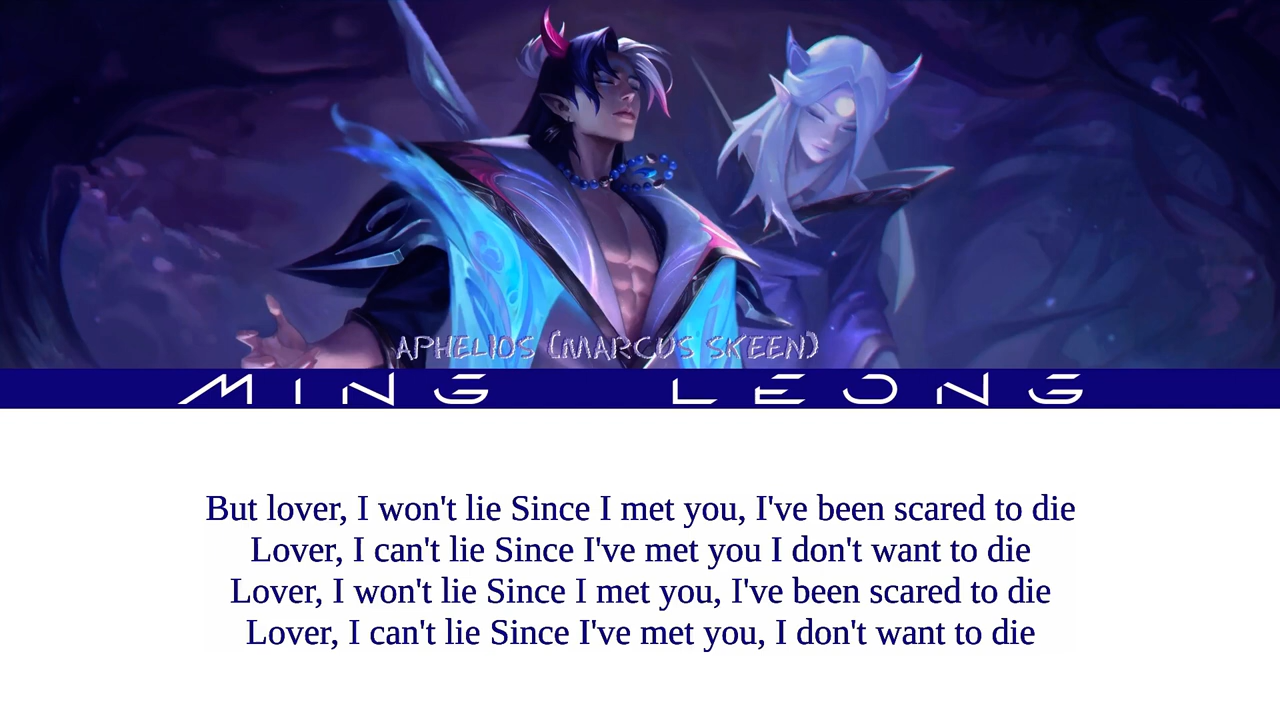 APHELIOS (MARCUS SKEEN)
MING LEONG
But lover, I won't lie Since I met you, I've been scared to die
Lover, I can't lie Since I've met you I don't want to die
Lover, I won't lie Since I met you, I've been scared to die
Lover, I can't lie Since I've met you, I don't want to die